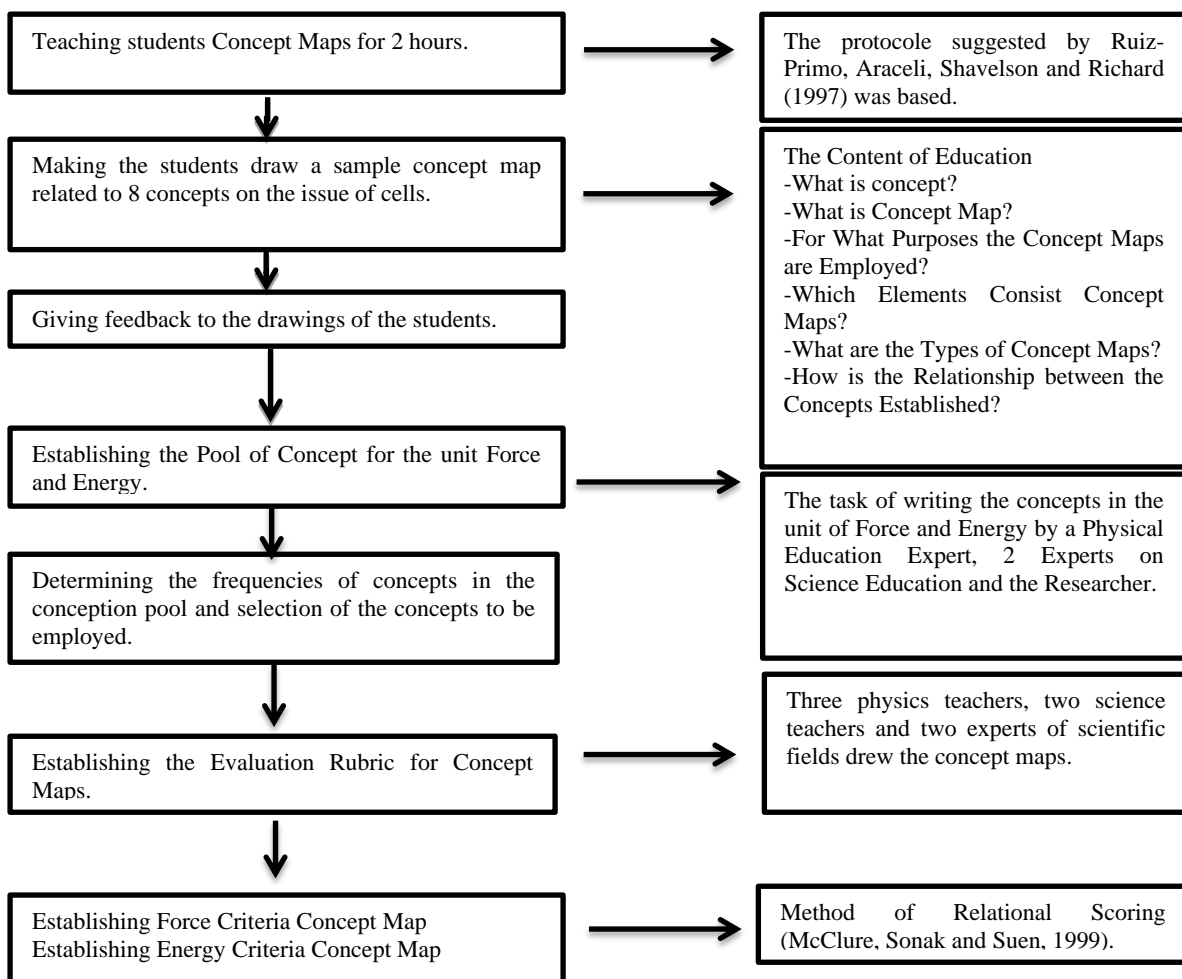 Teaching students Concept Maps for 2 hours.
The protocole suggested by Ruiz-
Primo, Araceli, Shavelson and Richard
(1997) was based.
Making the students draw a sample concept map
related to 8 concepts on the issue of cells.
The Content of Education
-What is concept?
-What is Concept Map?
-For What Purposes the Concept Maps
are Employed?
-Which Elements Consist Concept
Maps?
-What are the Types of Concept Maps?
-How is the Relationship between the
Concepts Established?
Giving feedback to the drawings of the students.
Establishing the Pool of Concept for the unit Force
and Energy.
The task of writing the concepts in the
unit of Force and Energy by a Physical
Education Expert, 2 Experts on
Science Education and the Researcher.
Determining the frequencies of concepts in the
conception pool and selection of the concepts to be
employed.
Three physics teachers, two science
teachers and two experts of scientific
fields drew the concept maps.
Establishing the Evaluation Rubric for Concept
Maps.
Establishing Force Criteria Concept Map
Establishing Energy Criteria Concept Map
Method of Relational Scoring
(McClure, Sonak and Suen, 1999).